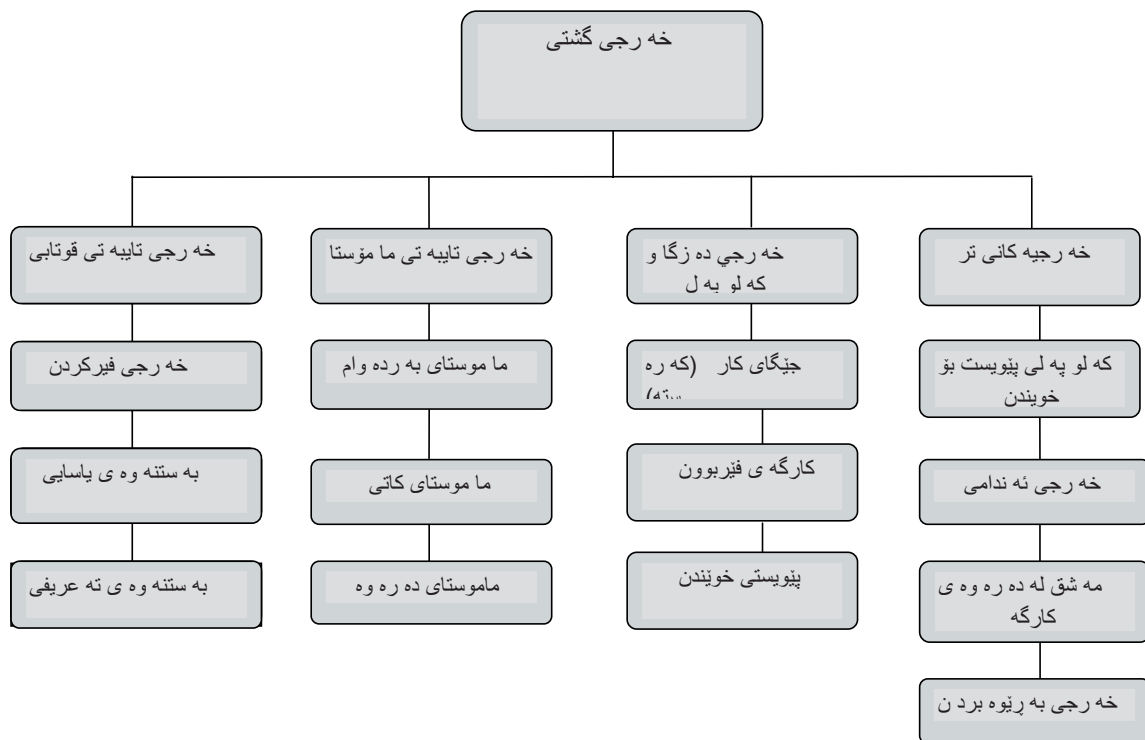 خه رجی گشتی
خه رجی تایبه تی قوتابی
خه رجی تایبه تی ما مۆستا
خه رجي ده زگا و
كه لو به ل
خه رجیه كانی تر
خه رجی فیركردن
ما موستای به رده وام
جێگای كار (كه ره
سته)
كه لو په لی پێویست بۆ
خویندن
به ستنه وه ی یاسایی
ما موستای كاتی
كارگه ی فێربوون
خه رجی ئه ندامی
به ستنه وه ی ته عریفی
ماموستای ده ره وه
پێویستی خوێندن
مه شق له ده ره وه ی
كارگه
خه رجی به ڕێوه برد ن